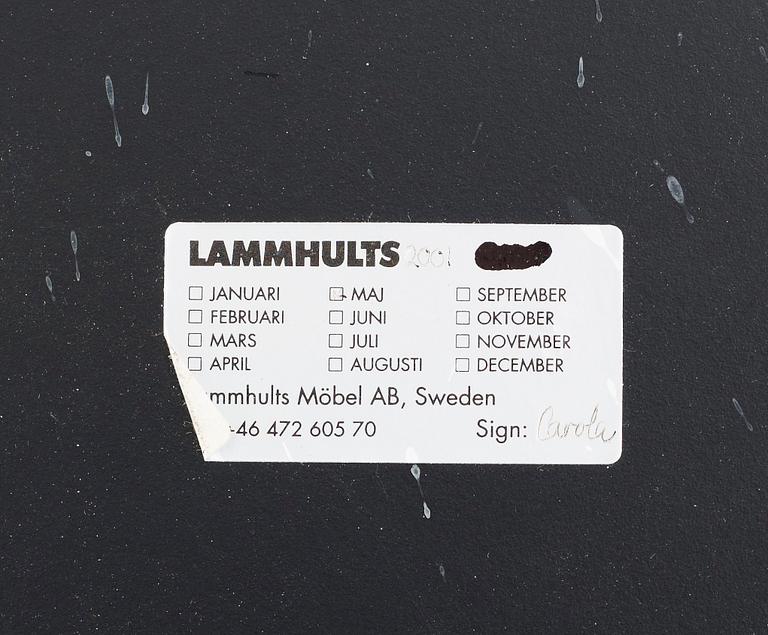 LAMMHULTS 2001
☐ JANUARI ☐ MAJ ☐ SEPTEMBER
☐ FEBRUARI ☐ JUNI ☐ OKTOBER
☐ MARS ☐ JULI ☐ NOVEMBER
☐ APRIL ☐ AUGUSTI ☐ DECEMBER
mmhults Möbel AB, Sweden
-46 472 605 70 Sign: Carola